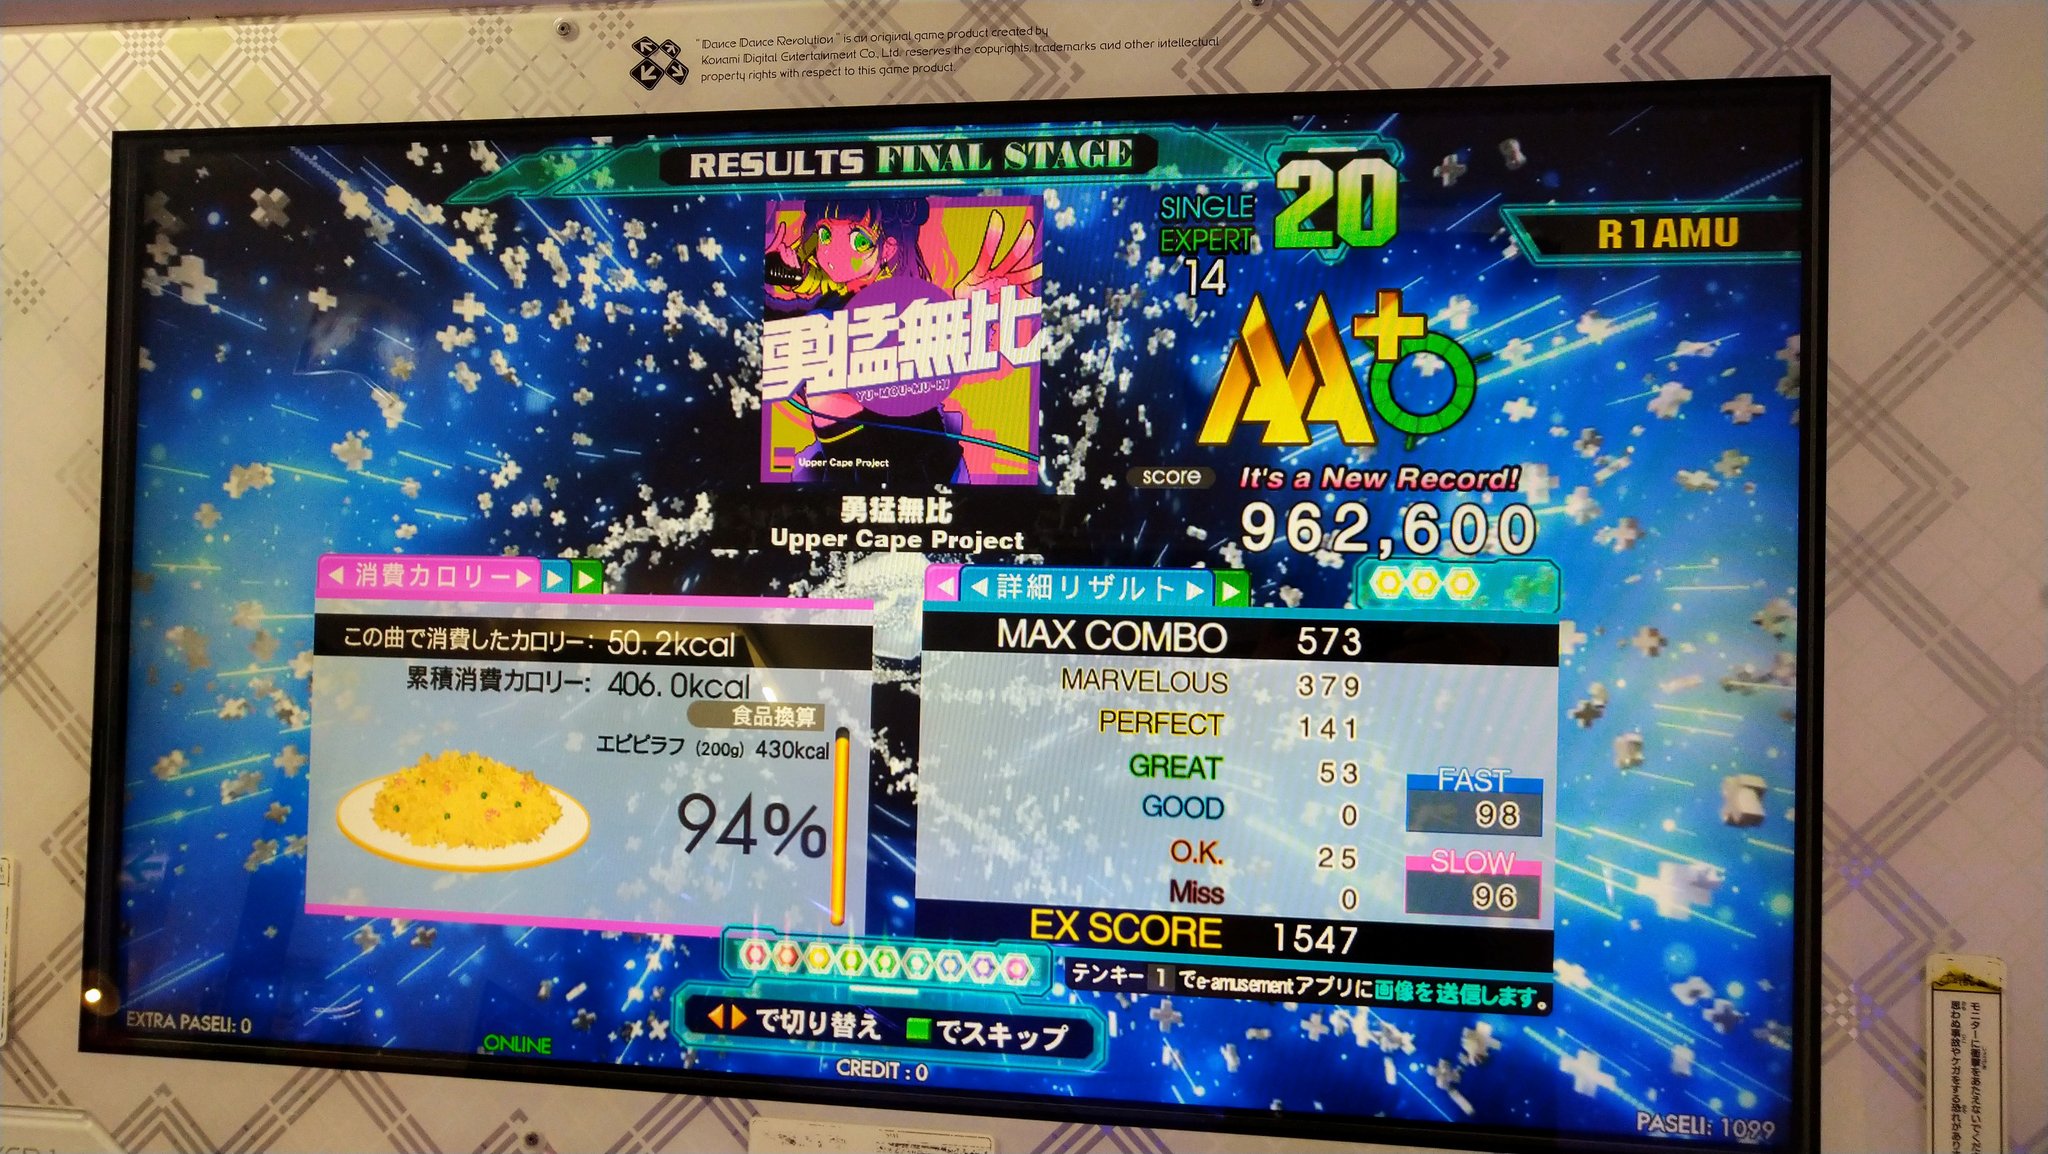 "Dance Dance Revolution" is an original game product created by
Konami Digital Entertainment Co., Ltd. reserves the copyrights, trademarks and other intellectual
property rights with respect to this game product.
RESULTS FINAL STAGE
20
SINGLE
EXPERT
14
R1AMU
勇猛無比
YU-MOU-MU-HI
Upper Cape Project
AA+
score
It's a New Record!
962,600
勇猛無比
Upper Cape Project
消費カロリー
この曲で消費したカロリー: 50.2kcal
累積消費カロリー: 406.0kcal
食品換算
エビピラフ (200g) 430kcal
94%
詳細リザルト
MAX COMBO 573
MARVELOUS 379
PERFECT 141
GREAT 53
GOOD 0
O.K. 25
Miss 0
FAST
98
SLOW
96
EX SCORE 1547
テンキー 1 でe-amusementアプリに画像を送信します。
で切り替え でスキップ
EXTRA PASELI: 0
ONLINE
CREDIT : 0
PASELI: 1099